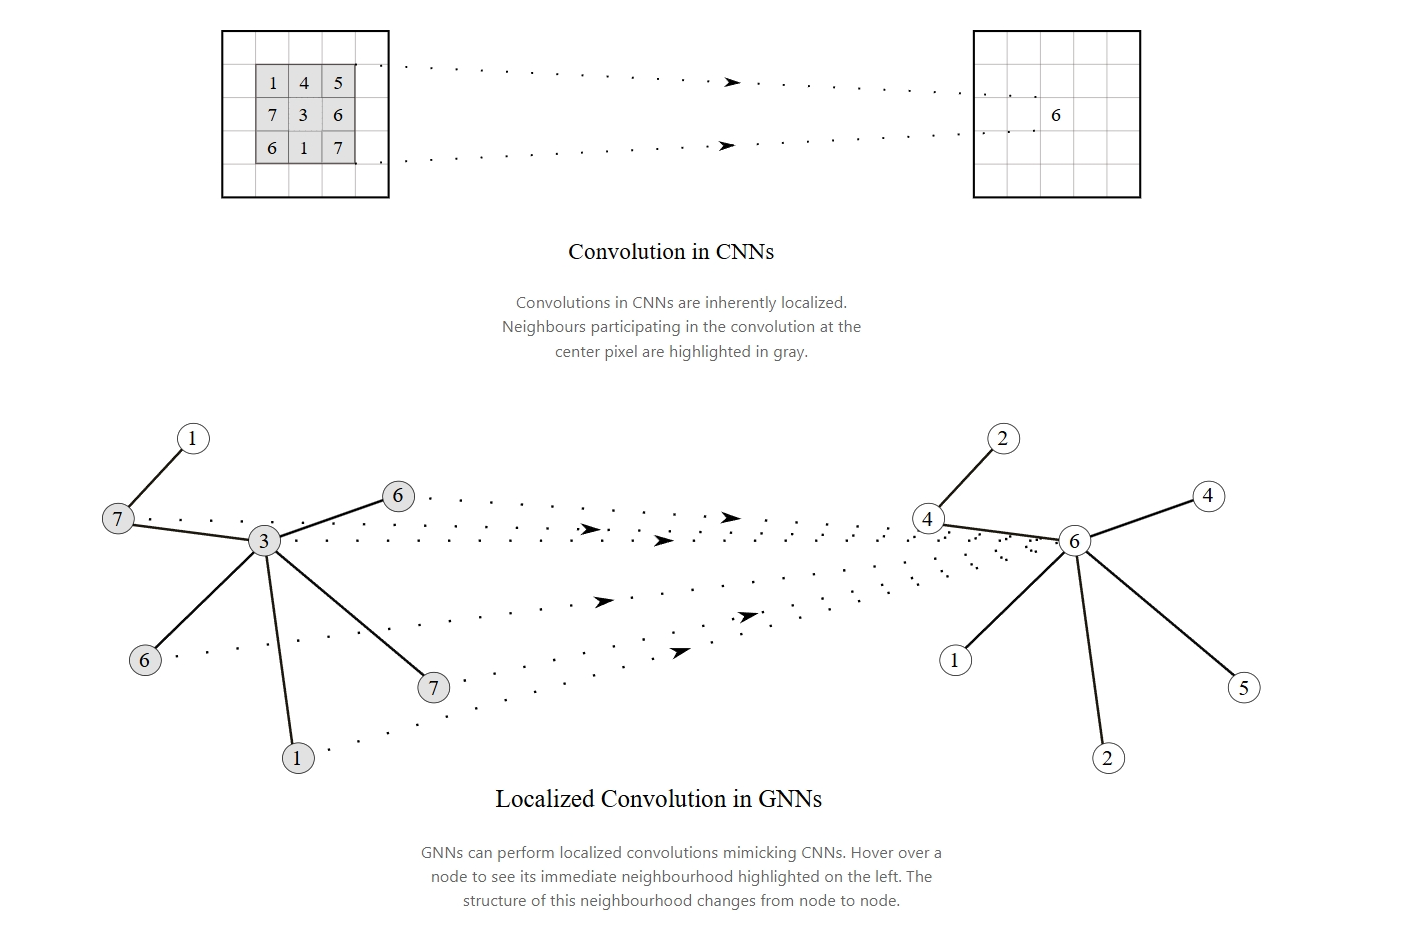 1 4 5
7 3 6
6 1 7
6
Convolution in CNNs
Convolutions in CNNs are inherently localized.
Neighbours participating in the convolution at the
center pixel are highlighted in gray.
1
6
7
3
6
7
1
2
4
4
6
1
5
2
Localized Convolution in GNNs
GNNs can perform localized convolutions mimicking CNNs. Hover over a
node to see its immediate neighbourhood highlighted on the left. The
structure of this neighbourhood changes from node to node.